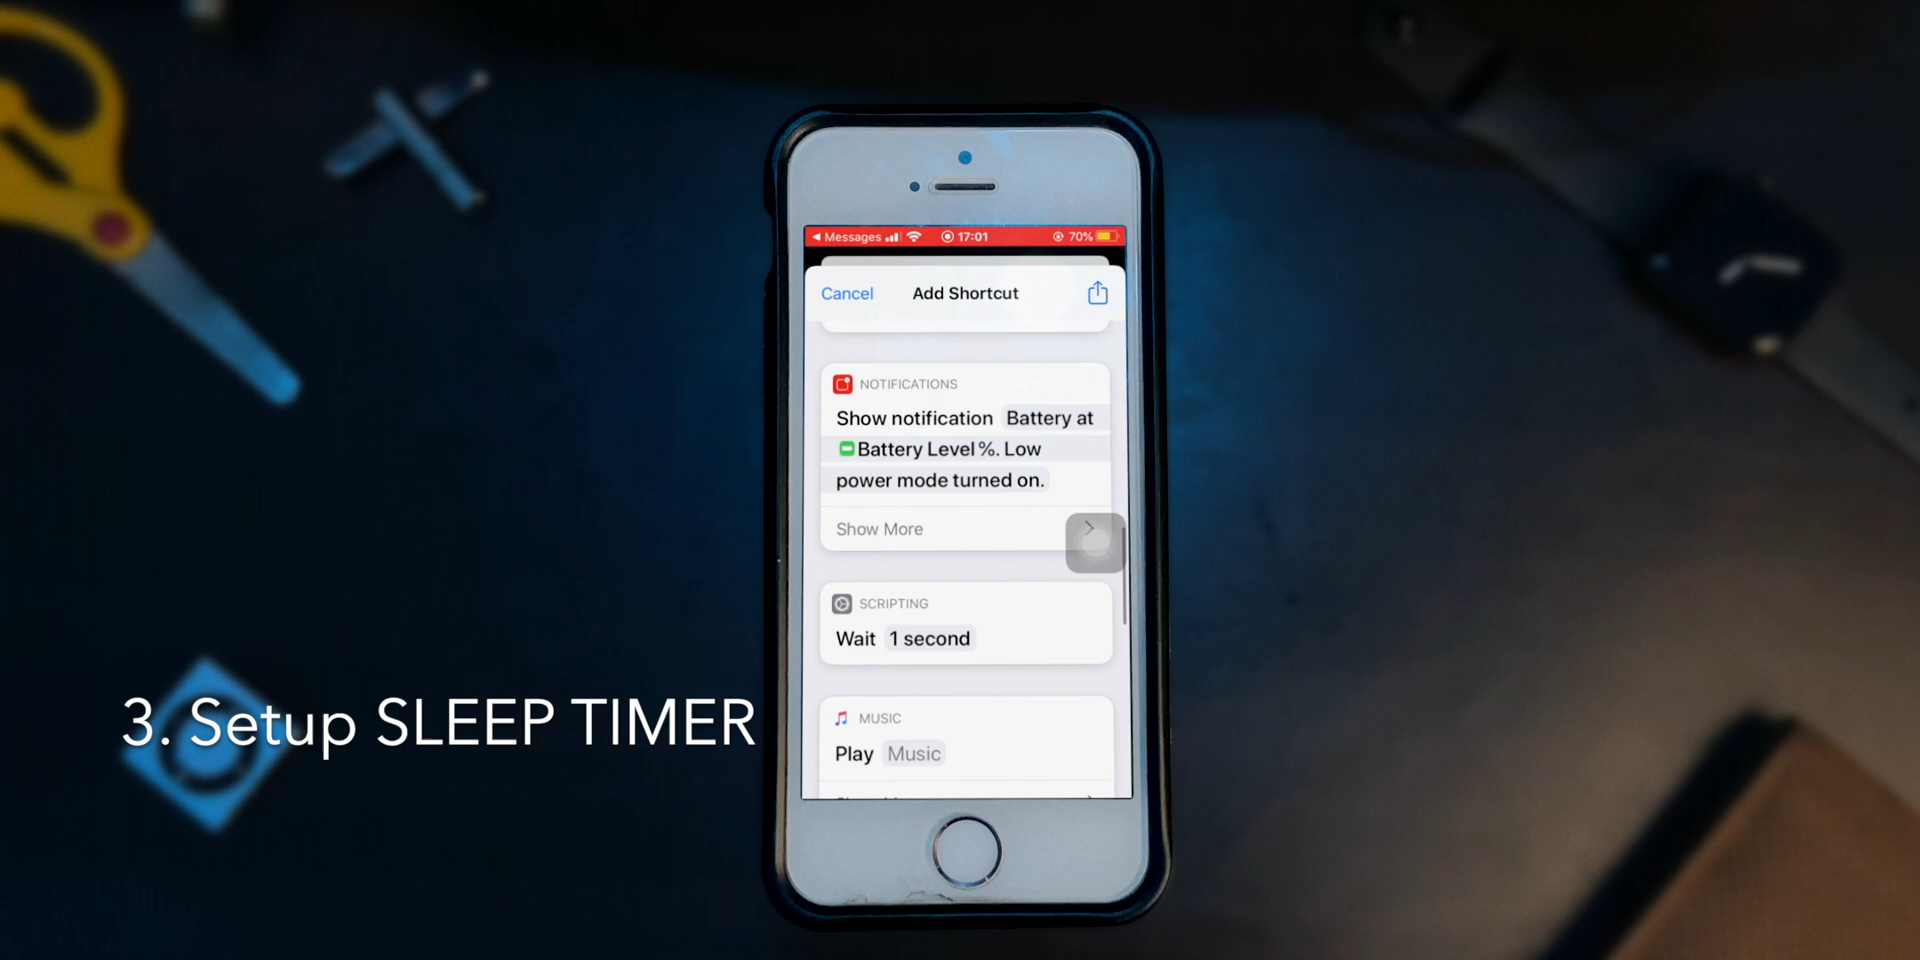 Messages 17:01 70%
Cancel Add Shortcut
NOTIFICATIONS
Show notification Battery at
Battery Level %. Low
power mode turned on.
Show More
SCRIPTING
Wait 1 second
MUSIC
Play Music
3. Setup SLEEP TIMER